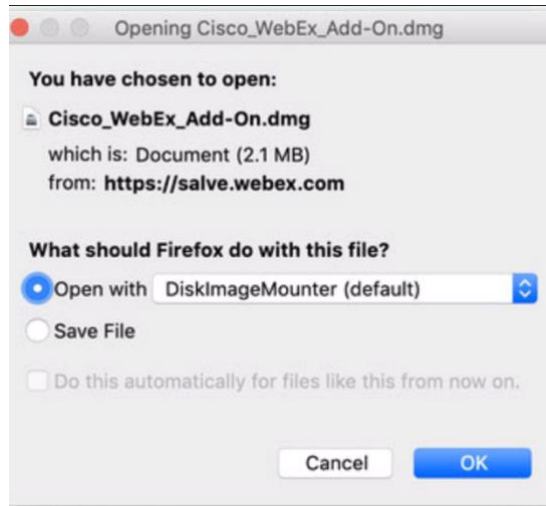 Opening Cisco_WebEx_Add-On.dmg
You have chosen to open:
Cisco_WebEx_Add-On.dmg
which is: Document (2.1 MB)
from: https://salve.webex.com
What should Firefox do with this file?
Open with DiskImageMounter (default)
Save File
Do this automatically for files like this from now on.
Cancel OK